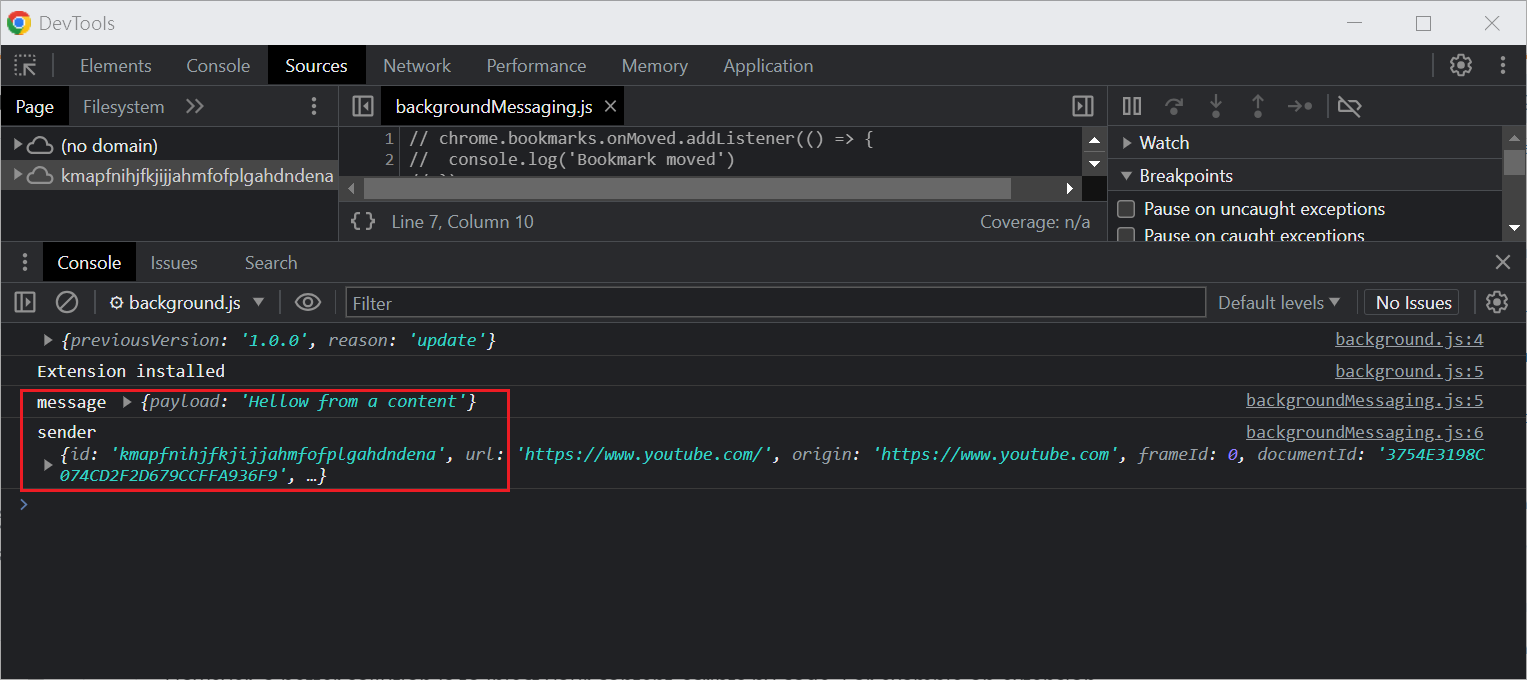 DevTools
Elements Console Sources Network Performance Memory Application
Page Filesystem
backgroundMessaging.js
(no domain)
kmapfnihjfkjijjahmfofplgahdndena
1 // chrome.bookmarks.onMoved.addListener(() => {
2 //  console.log('Bookmark moved')
{} Line 7, Column 10 Coverage: n/a
Watch
Breakpoints
Pause on uncaught exceptions
Pause on caught exceptions
Console Issues Search
background.js Filter Default levels No Issues
{previousVersion: '1.0.0', reason: 'update'} background.js:4
Extension installed background.js:5
message {payload: 'Hellow from a content'} backgroundMessaging.js:5
sender backgroundMessaging.js:6
{id: 'kmapfnihjfkjijjahmfofplgahdndena', url: 'https://www.youtube.com/', origin: 'https://www.youtube.com', frameId: 0, documentId: '3754E3198C
074CD2F2D679CCFFA936F9', …}